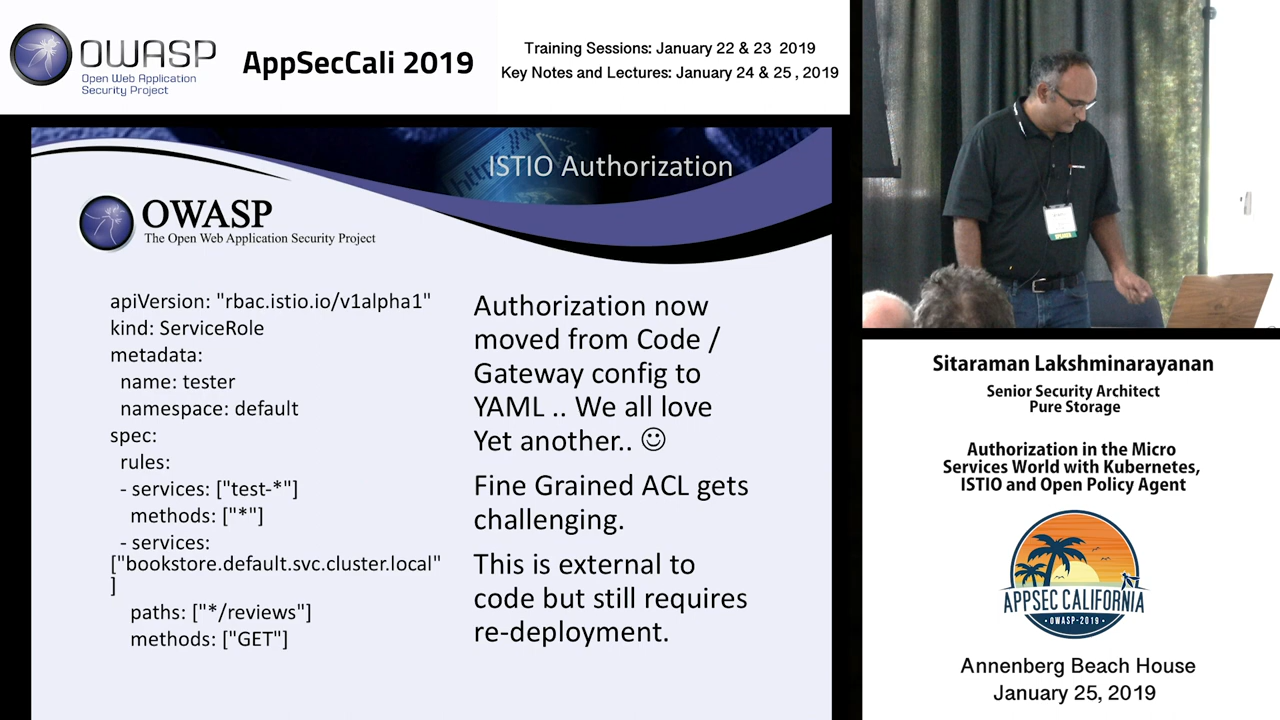 OWASP
Open Web Application
Security Project
AppSecCali 2019
Training Sessions: January 22 & 23 2019
Key Notes and Lectures: January 24 & 25 , 2019
ISTIO Authorization
OWASP
The Open Web Application Security Project
apiVersion: "rbac.istio.io/v1alpha1"
kind: ServiceRole
metadata:
name: tester
namespace: default
spec:
rules:
- services: ["test-*"]
methods: ["*"]
- services:
["bookstore.default.svc.cluster.local"
]
paths: ["*/reviews"]
methods: ["GET"]
Authorization now
moved from Code /
Gateway config to
YAML .. We all love
Yet another.. ☺
Fine Grained ACL gets
challenging.
This is external to
code but still requires
re-deployment.
Sitaraman Lakshminarayanan
Senior Security Architect
Pure Storage
Authorization in the Micro
Services World with Kubernetes,
ISTIO and Open Policy Agent
APPSEC CALIFORNIA
• OWASP-2019 •
Annenberg Beach House
January 25, 2019